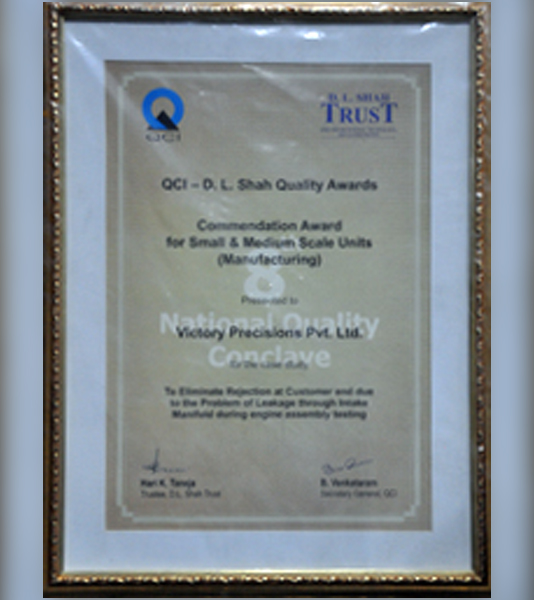 QCI
D. L. SHAH
TRUST
QCI – D. L. Shah Quality Awards
Commendation Award
for Small & Medium Scale Units
(Manufacturing)
8
Presented to
National Quality
Victory Precisions Pvt. Ltd.
Conclave
for the case study
To Eliminate Rejection at Customer end due
to the Problem of Leakage through Intake
Manifold during engine assembly testing
Hari K. Taneja
Trustee, D.L. Shah Trust
B. Venkataram
Secretary General, QCI